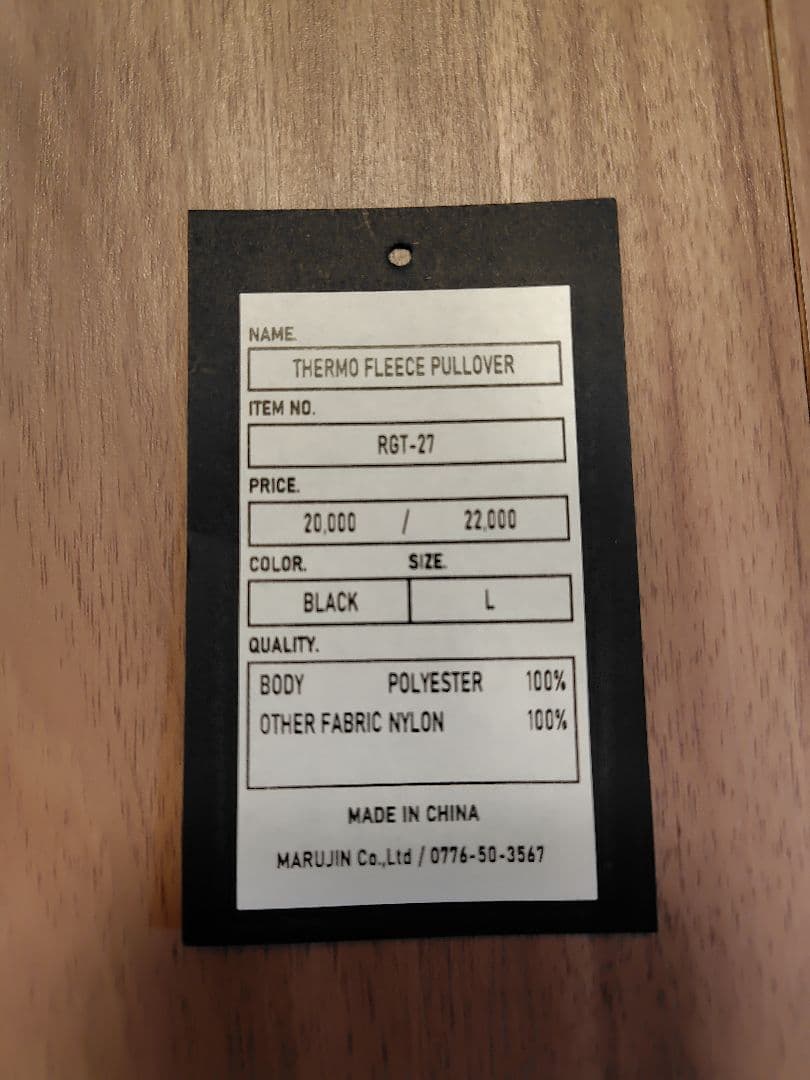 NAME.
THERMO FLEECE PULLOVER
ITEM NO.
RGT-27
PRICE.
20,000 / 22,000
COLOR. SIZE.
BLACK L
QUALITY.
BODY POLYESTER 100%
OTHER FABRIC NYLON 100%
MADE IN CHINA
MARUJIN Co.,Ltd / 0776-50-3567